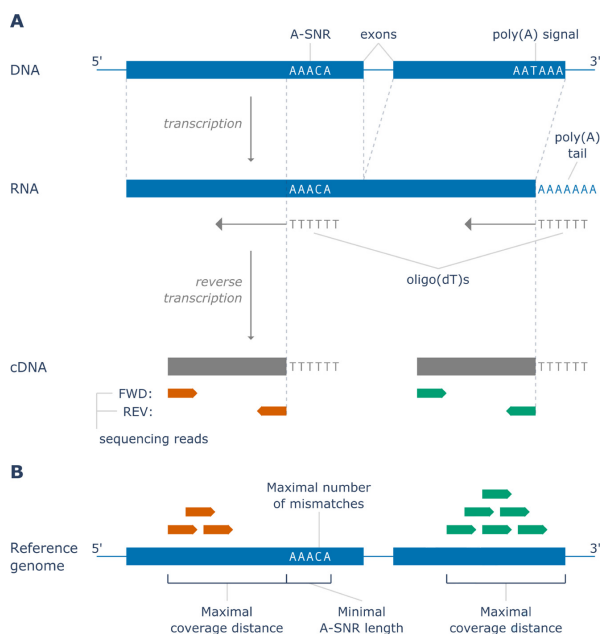 A
A-SNR
exons
poly(A) signal
5'
3'
DNA
AAACA
AATAAA
transcription
poly(A)
tail
RNA
AAACA
AAAAAAA
TTTTTT
TTTTTT
oligo(dT)s
reverse
transcription
cDNA
TTTTTT
TTTTTT
FWD:
REV:
sequencing reads
B
Maximal number
of mismatches
Reference
genome
5'
3'
AAACA
Maximal
coverage distance
Minimal
A-SNR length
Maximal
coverage distance